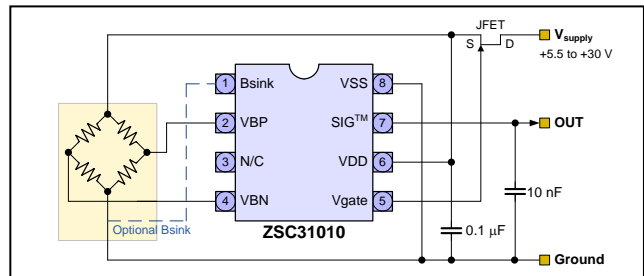 JFET
S D
V_supply
+5.5 to +30 V
1 Bsink VSS 8
2 VBP SIG™ 7
OUT
3 N/C VDD 6
4 VBN Vgate 5
10 nF
Optional Bsink
ZSC31010
0.1 µF
Ground